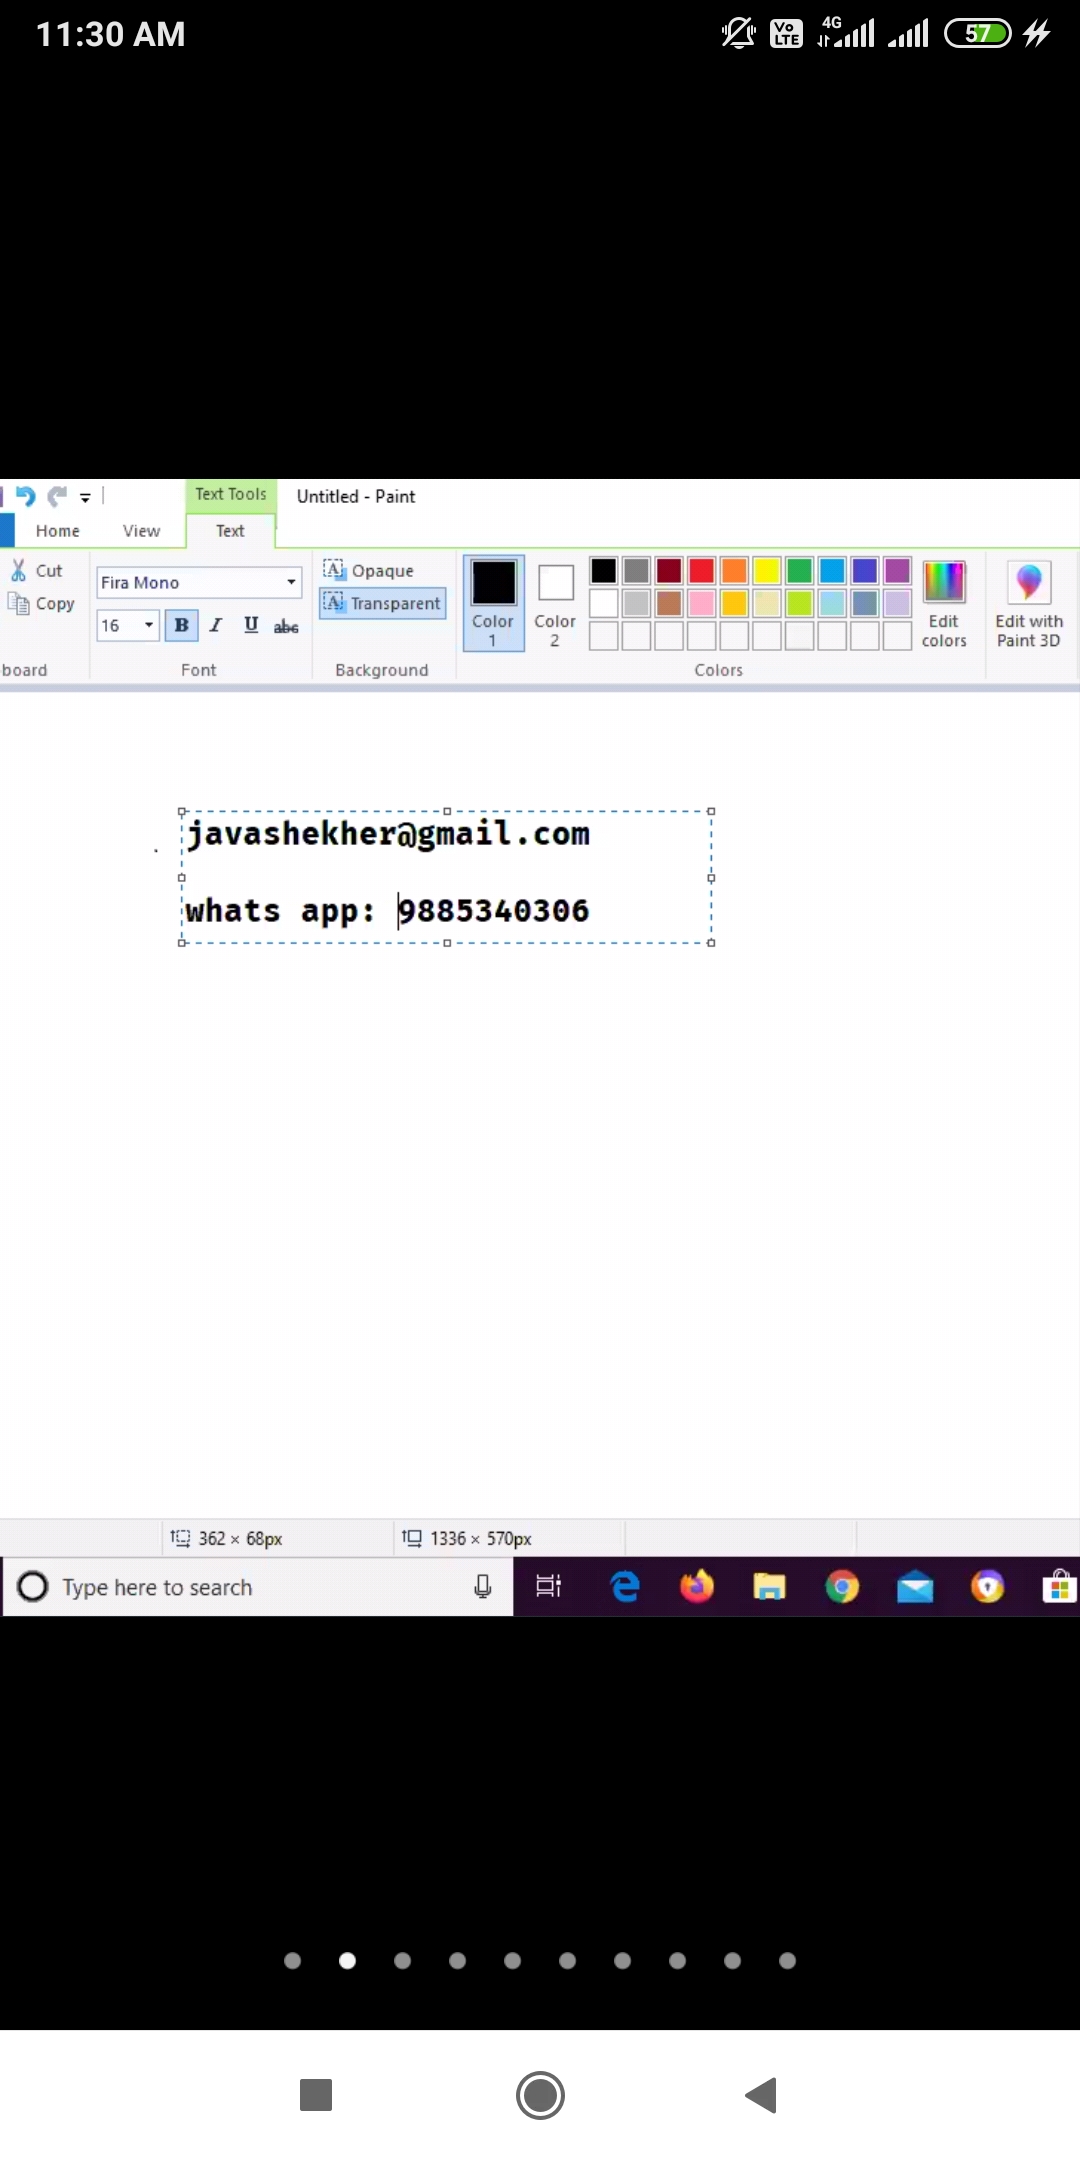 11:30 AM
Vo LTE
4G
57
Text Tools
Untitled - Paint
Home
View
Text
Cut
Copy
Fira Mono
16
B I U abc
Opaque
Transparent
Color 1
Color 2
Edit colors
Edit with Paint 3D
board
Font
Background
Colors
javashekher@gmail.com
whats app: 9885340306
362 × 68px
1336 × 570px
Type here to search